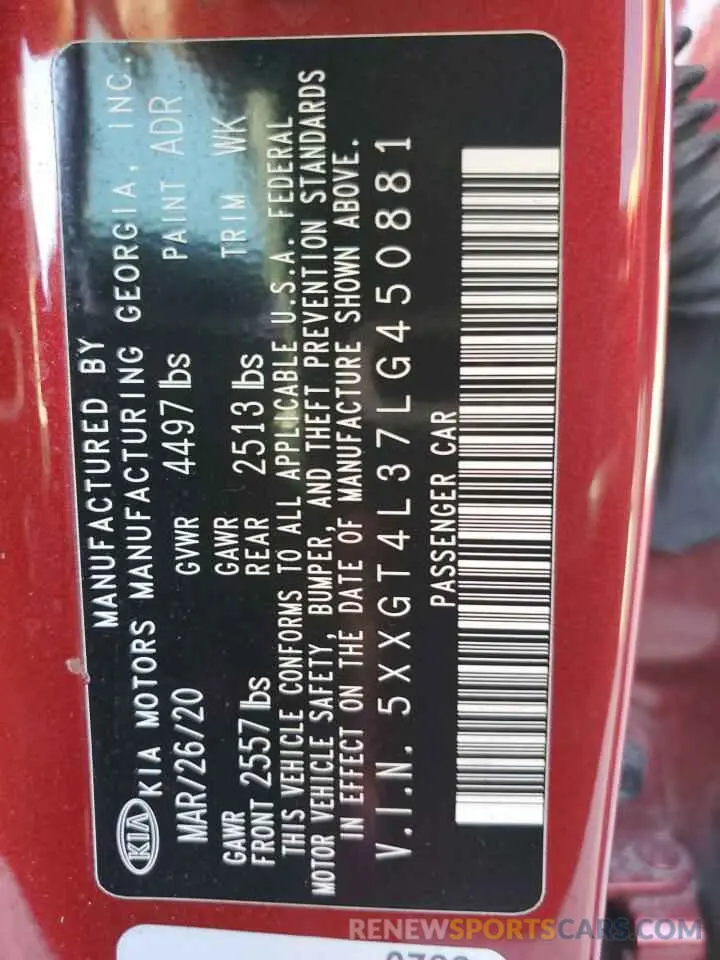 MANUFACTURED BY
KIA KIA MOTORS MANUFACTURING GEORGIA, INC.
MAR/26/20 GVWR 4497 lbs PAINT ADR
GAWR FRONT 2557 lbs GAWR REAR 2513 lbs TRIM WK
THIS VEHICLE CONFORMS TO ALL APPLICABLE U.S.A. FEDERAL
MOTOR VEHICLE SAFETY, BUMPER, AND THEFT PREVENTION STANDARDS
IN EFFECT ON THE DATE OF MANUFACTURE SHOWN ABOVE.
V.I.N. 5XXGT4L37LG450881
PASSENGER CAR
RENEWSPORTSCARS.COM